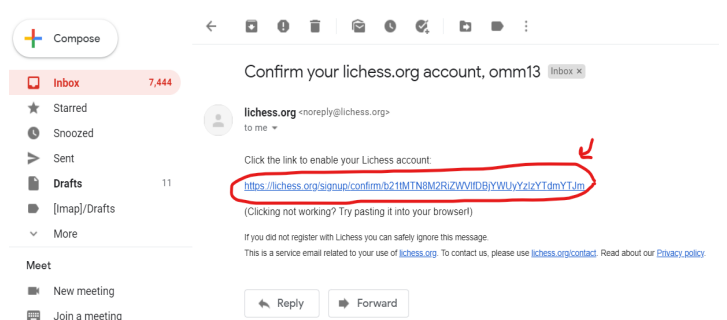 Compose
Inbox 7,444
Starred
Snoozed
Sent
Drafts 11
[Imap]/Drafts
More
Meet
New meeting
Join a meeting
Confirm your lichess.org account, omm13 Inbox ×
lichess.org <noreply@lichess.org>
to me
Click the link to enable your Lichess account:
https://lichess.org/signup/confirm/b21tMTN8M2RiZWVlfDBjYWUyYzIzYTdmYTJm
(Clicking not working? Try pasting it into your browser!)
If you did not register with Lichess you can safely ignore this message.
This is a service email related to your use of lichess.org. To contact us, please use lichess.org/contact. Read about our Privacy policy.
Reply Forward